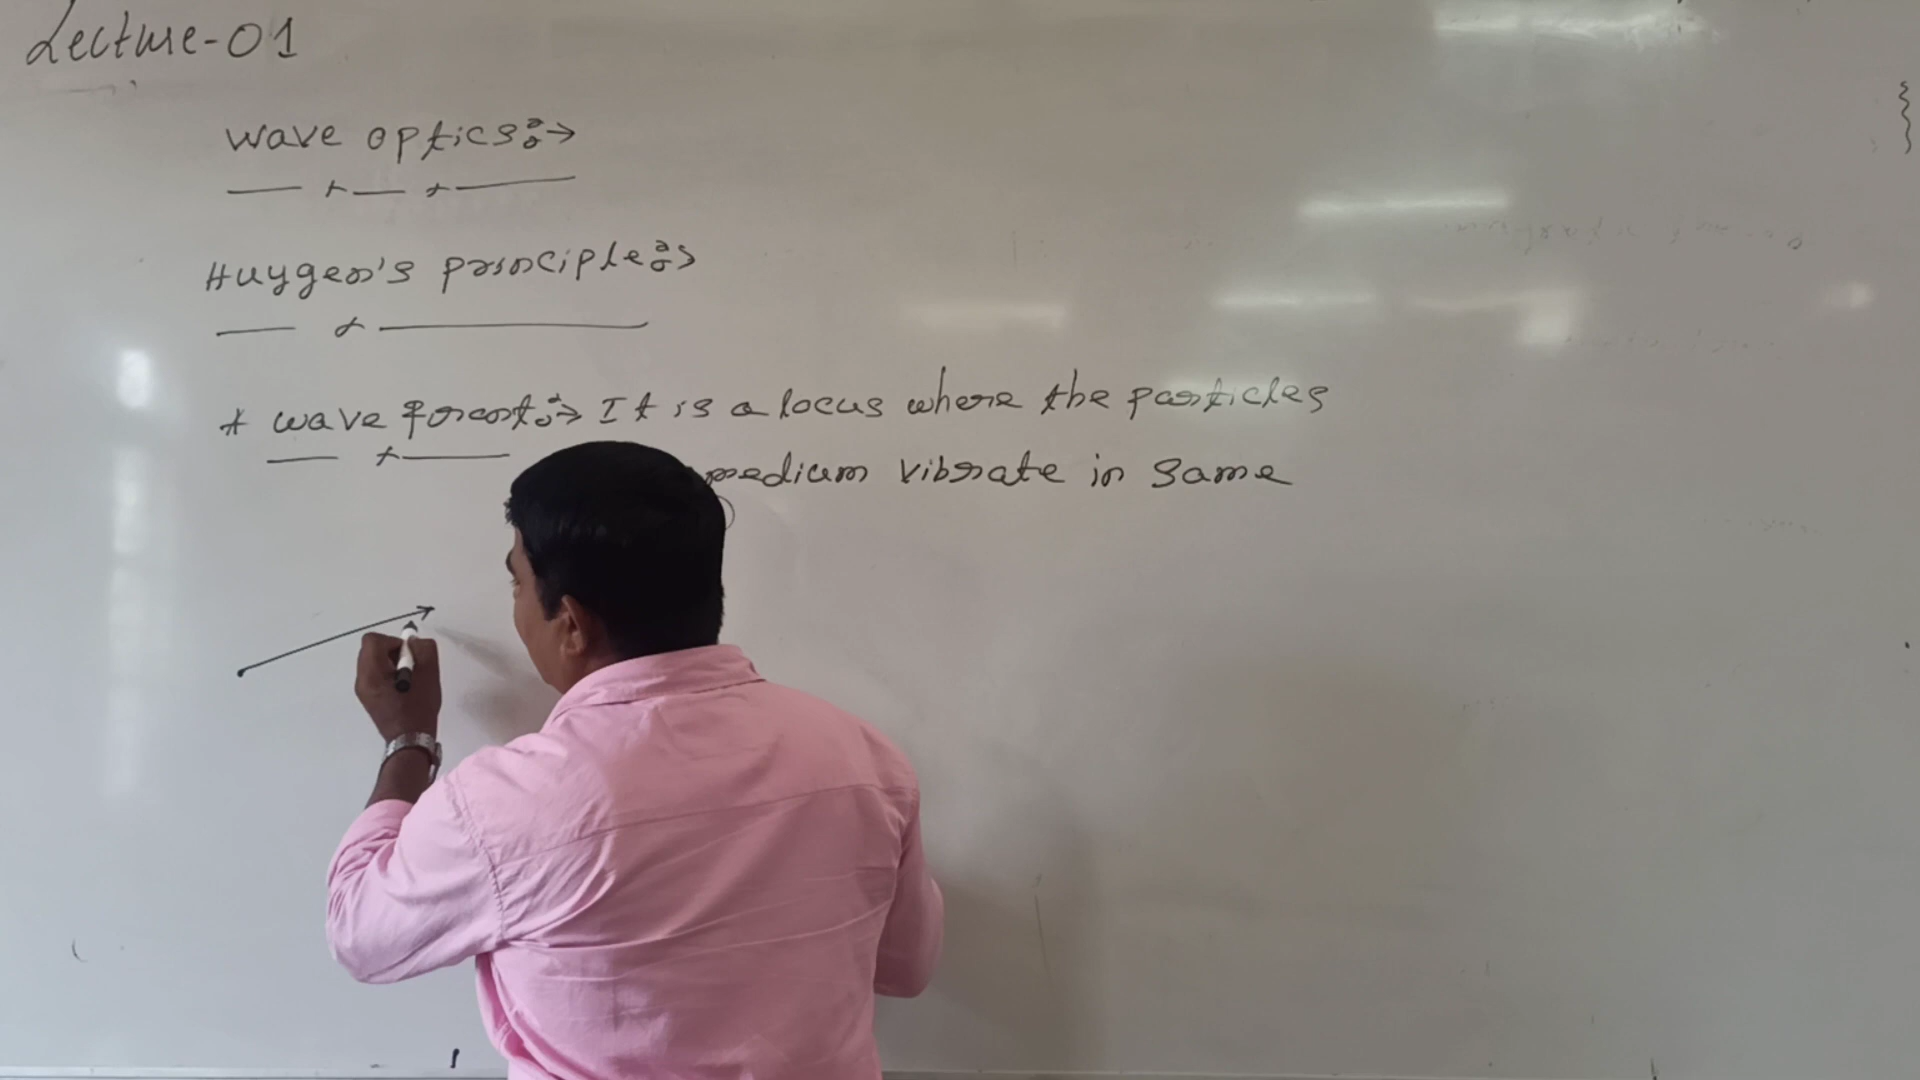 Lecture-01
wave optics:→
Huygen's principle:>
* wave front:> It is a locus where the particles
medium vibrate in same